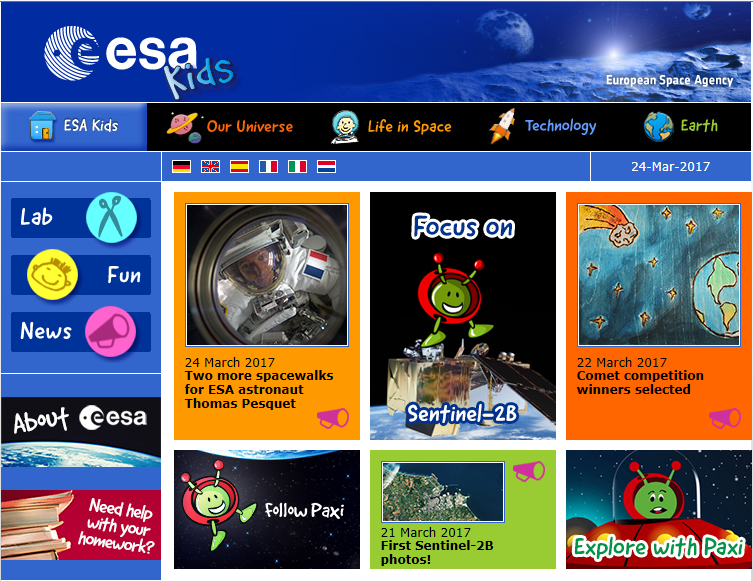 esa
Kids
European Space Agency
ESA Kids
Our Universe
Life in Space
Technology
Earth
24-Mar-2017
Lab
Fun
News
About esa
Need help
with your
homework?
24 March 2017
Two more spacewalks
for ESA astronaut
Thomas Pesquet
Focus on
Sentinel-2B
22 March 2017
Comet competition
winners selected
Follow Paxi
21 March 2017
First Sentinel-2B
photos!
Explore with Paxi